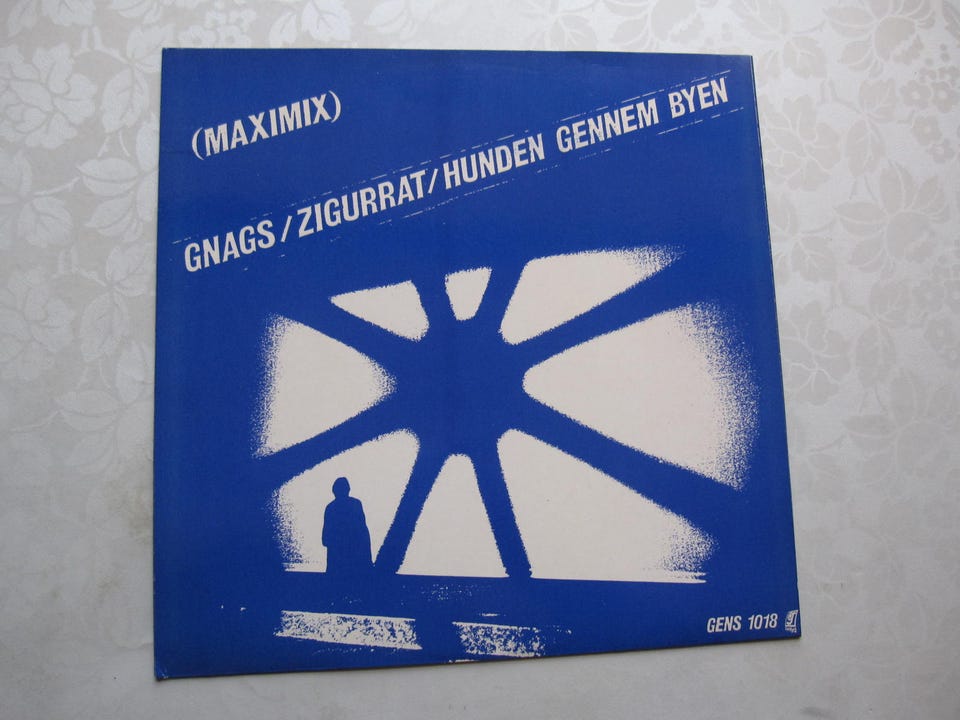 (MAXIMIX)
GNAGS/ZIGURRAT/HUNDEN GENNEM BYEN
GENS 1018